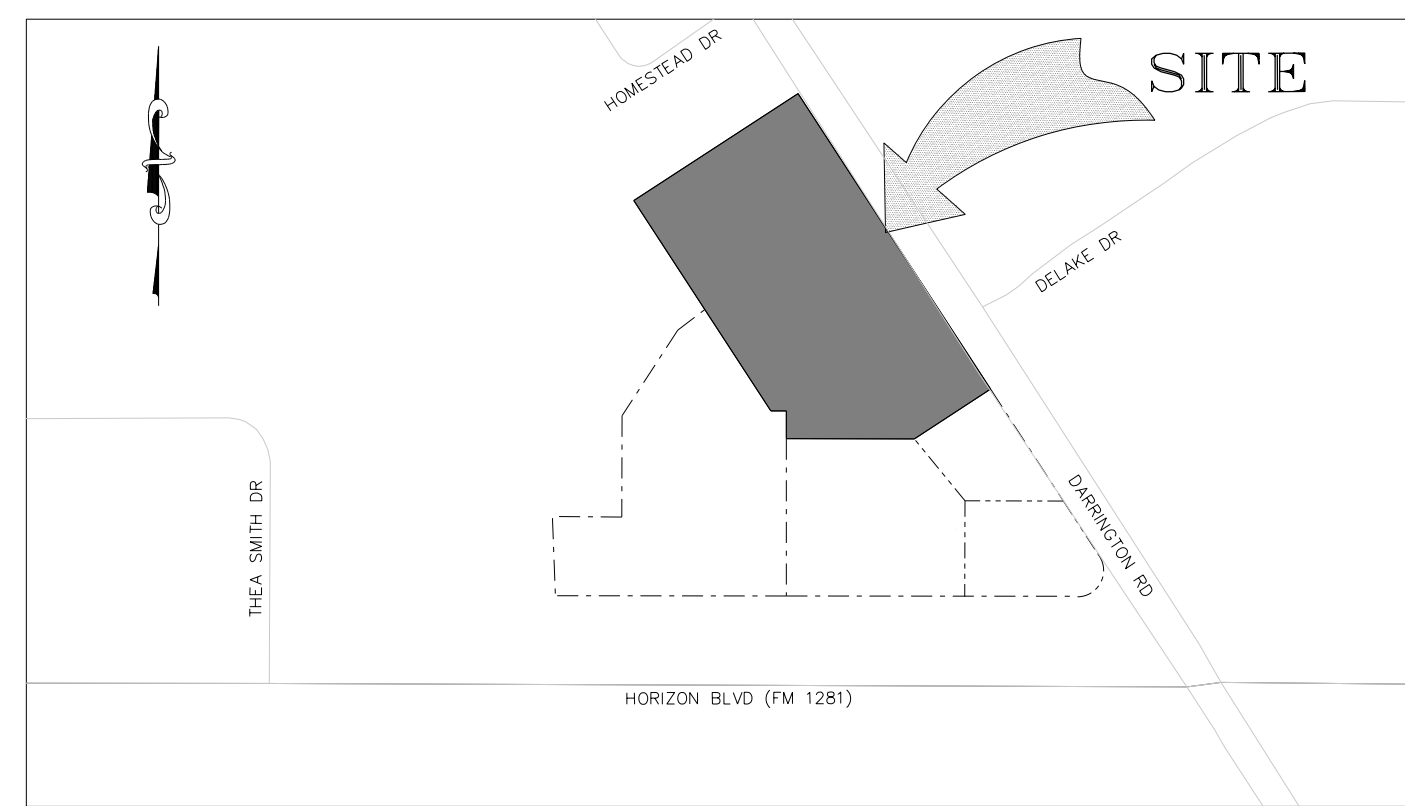 HOMESTEAD DR
SITE
DELAKE DR
DARRINGTON RD
THEA SMITH DR
HORIZON BLVD (FM 1281)